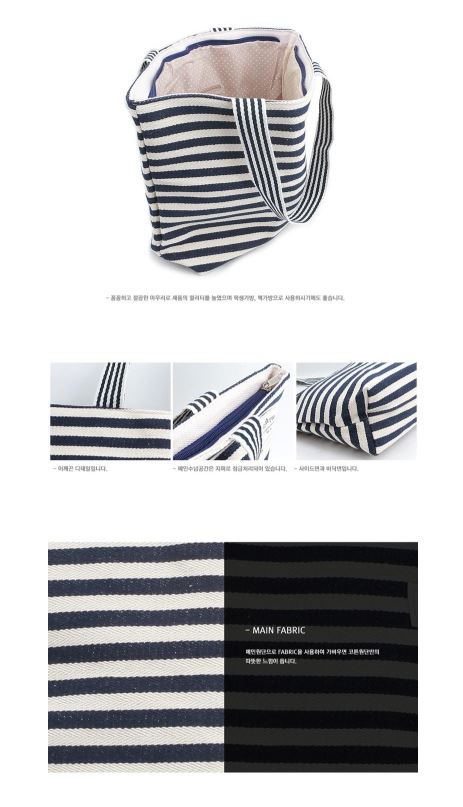 - 꼼꼼하고 깔끔한 마무리로 제품의 퀄리티를 높였으며 학생가방, 책가방으로 사용하시기에도 좋습니다.
- 어깨끈 디테일입니다.
- 메인수납공간은 지퍼로 잠금처리되어 있습니다.
- 사이드면과 바닥면입니다.
- MAIN FABRIC
메인원단으로 FABRIC을 사용하여 가벼우면 코튼원단만의
따뜻한 느낌이 듭니다.